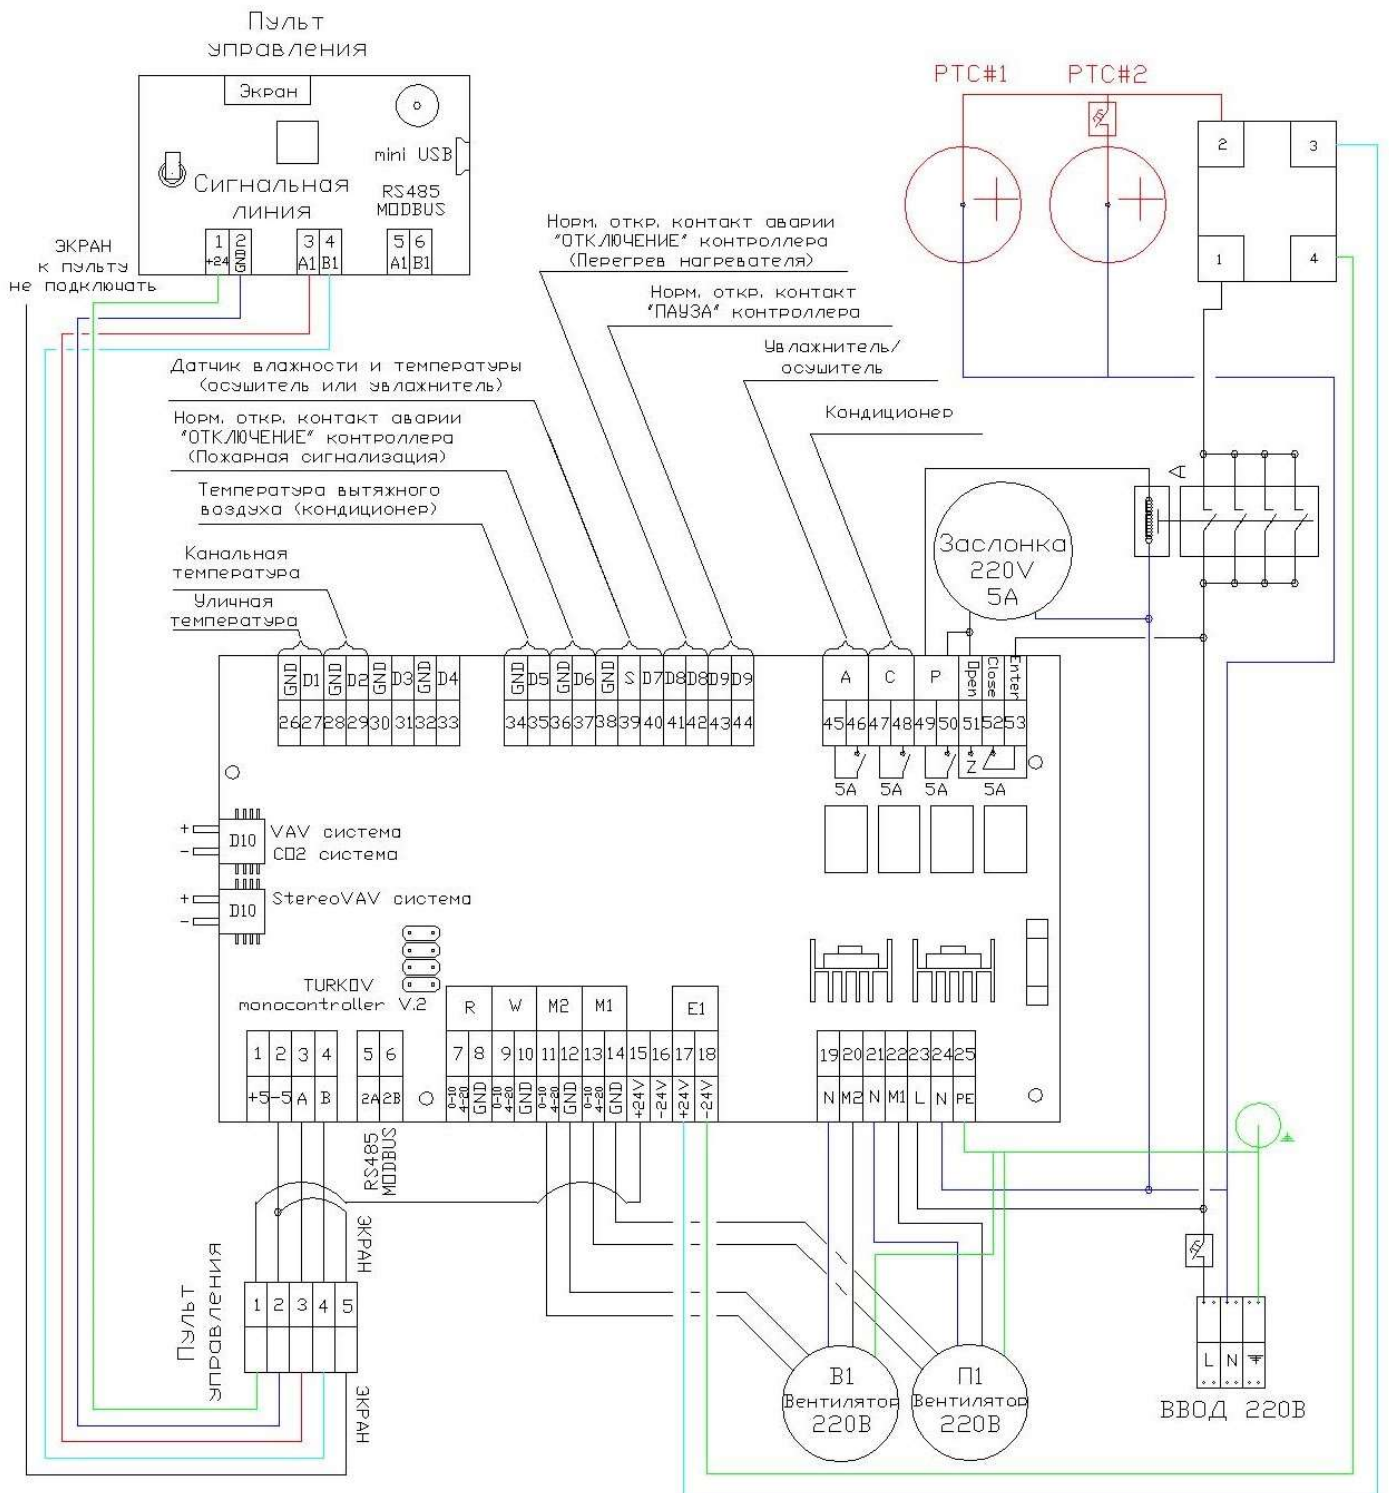 Пульт
управления
Экран
mini USB
Сигнальная
линия
RS485
MODBUS
1 2 3 4 5 6
+24 A1 B1 A1 B1
ЭКРАН
к пульту
не подключать
PTC#1 PTC#2
2 3
1 4
Норм. откр. контакт аварии
"ОТКЛЮЧЕНИЕ" контроллера
(Перегрев нагревателя)
Норм. откр. контакт
"ПАУЗА" контроллера
Увлажнитель/
осушитель
Кондиционер
Датчик влажности и температуры
(осушитель или увлажнитель)
Норм. откр. контакт аварии
"ОТКЛЮЧЕНИЕ" контроллера
(Пожарная сигнализация)
Температура вытяжного
воздуха (кондиционер)
Канальная
температура
Уличная
температура
A
Заслонка
220V
5A
GND D1 GND D2 GND D3 GND D4 GND D5 GND D6 GND S D7 D8 D8 D9 D9 A C P Open Close Enter
26 27 28 29 30 31 32 33 34 35 36 37 38 39 40 41 42 43 44 45 46 47 48 49 50 51 52 53
Z
5A 5A 5A 5A
+
-
D10
VAV система
CO2 система
+
-
D10
StereoVAV система
TURKOV
monocontroller V.2
R W M2 M1 E1
1 2 3 4 5 6 7 8 9 10 11 12 13 14 15 16 17 18 19 20 21 22 23 24 25
+5 -5 A B 2A 2B 0-10 4-20 GND 0-10 4-20 GND 0-10 4-20 GND 0-10 4-20 GND +24V -24V +24V -24V N M2 N M1 L N PE
RS485
MODBUS
ЭКРАН
Пульт
управления
1 2 3 4 5
ЭКРАН
В1
Вентилятор
220В
П1
Вентилятор
220В
L N
ВВОД 220В